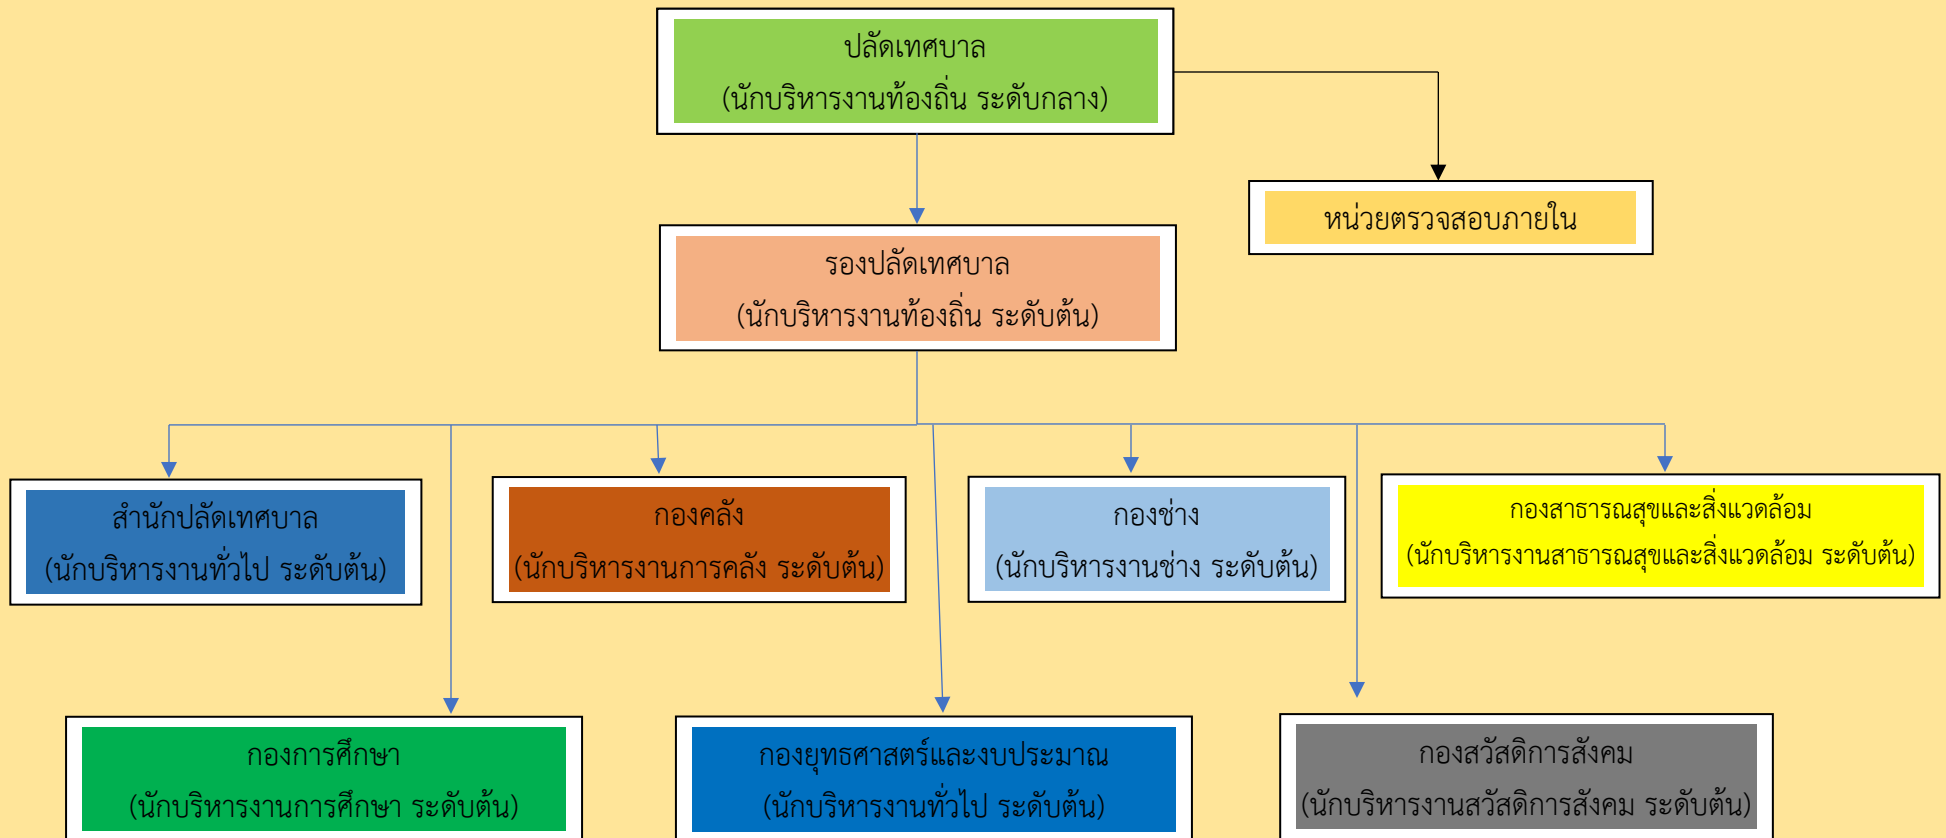 ปลัดเทศบาล
(นักบริหารงานท้องถิ่น ระดับกลาง)
หน่วยตรวจสอบภายใน
รองปลัดเทศบาล
(นักบริหารงานท้องถิ่น ระดับต้น)
สำนักปลัดเทศบาล
(นักบริหารงานทั่วไป ระดับต้น)
กองคลัง
(นักบริหารงานการคลัง ระดับต้น)
กองช่าง
(นักบริหารงานช่าง ระดับต้น)
กองสาธารณสุขและสิ่งแวดล้อม
(นักบริหารงานสาธารณสุขและสิ่งแวดล้อม ระดับต้น)
กองการศึกษา
(นักบริหารงานการศึกษา ระดับต้น)
กองยุทธศาสตร์และงบประมาณ
(นักบริหารงานทั่วไป ระดับต้น)
กองสวัสดิการสังคม
(นักบริหารงานสวัสดิการสังคม ระดับต้น)